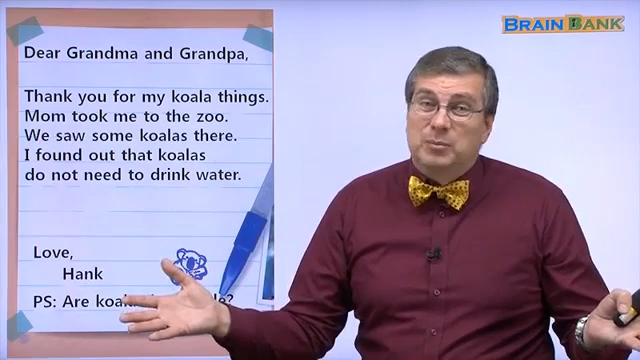 BRAIN BANK
Dear Grandma and Grandpa,
Thank you for my koala things.
Mom took me to the zoo.
We saw some koalas there.
I found out that koalas
do not need to drink water.
Love,
Hank
PS: Are